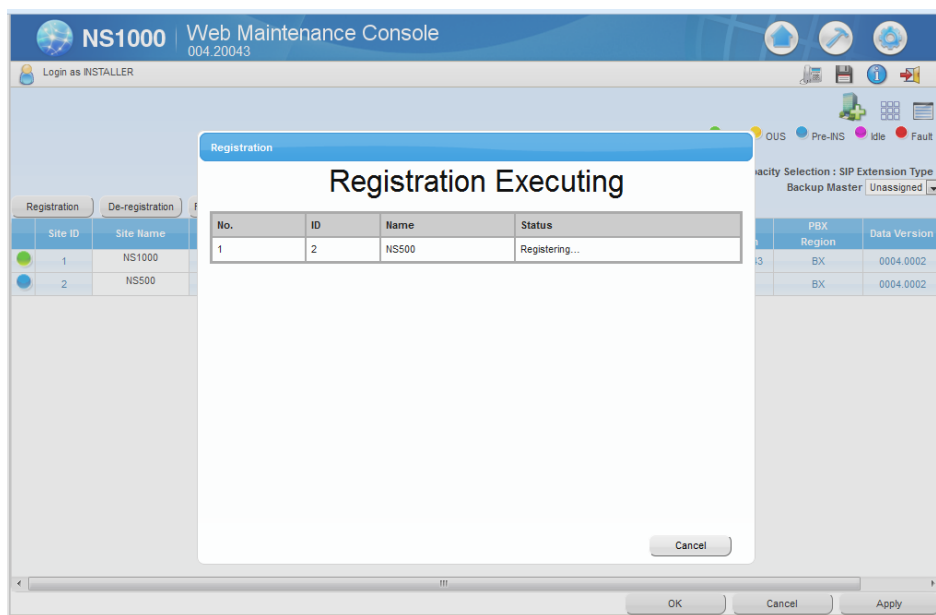 NS1000 Web Maintenance Console
004.20043
Login as INSTALLER
OUS Pre-INS Idle Fault
Registration
acity Selection : SIP Extension Type
Backup Master Unassigned
Registration Executing
Registration De-registration
No. ID Name Status
1 2 NS500 Registering...
Site ID Site Name PBX Region Data Version
1 NS1000 BX 0004.0002
2 NS500 BX 0004.0002
Cancel
OK Cancel Apply